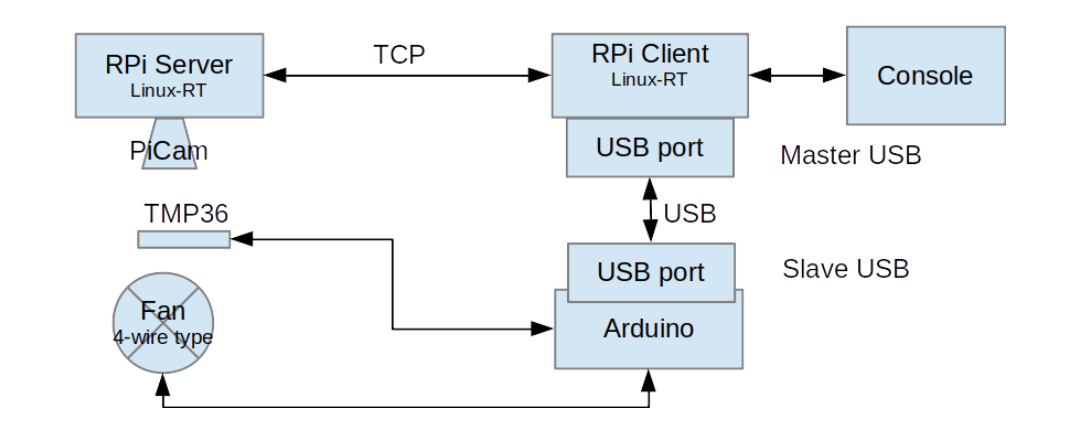 RPi Server
Linux-RT
TCP
RPi Client
Linux-RT
Console
PiCam
USB port
Master USB
TMP36
USB
USB port
Slave USB
Fan
4-wire type
Arduino